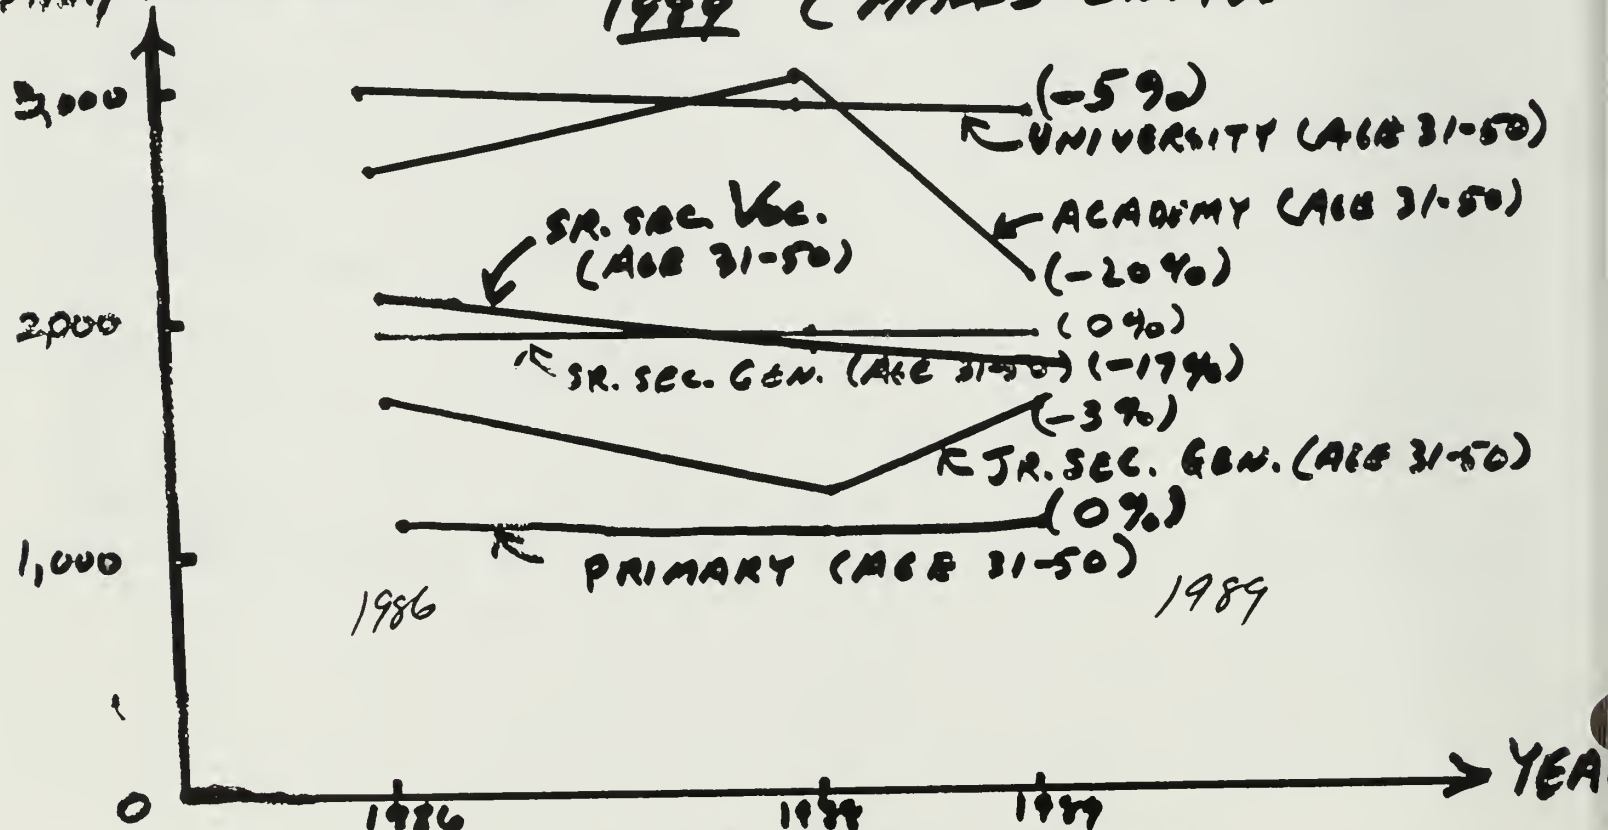 1989 (
3,000
(-5%)
UNIVERSITY (AGE 31-50)
SR. SEC. VOC.
(AGE 31-50)
ACADEMY (AGE 31-50)
(-20%)
2,000
(0%)
SR. SEC. GEN. (AGE 31-50) (-17%)
(-3%)
JR. SEC. GEN. (AGE 31-50)
(0%)
1,000
PRIMARY (AGE 31-50)
1986 1989
0
1986 1988 1989